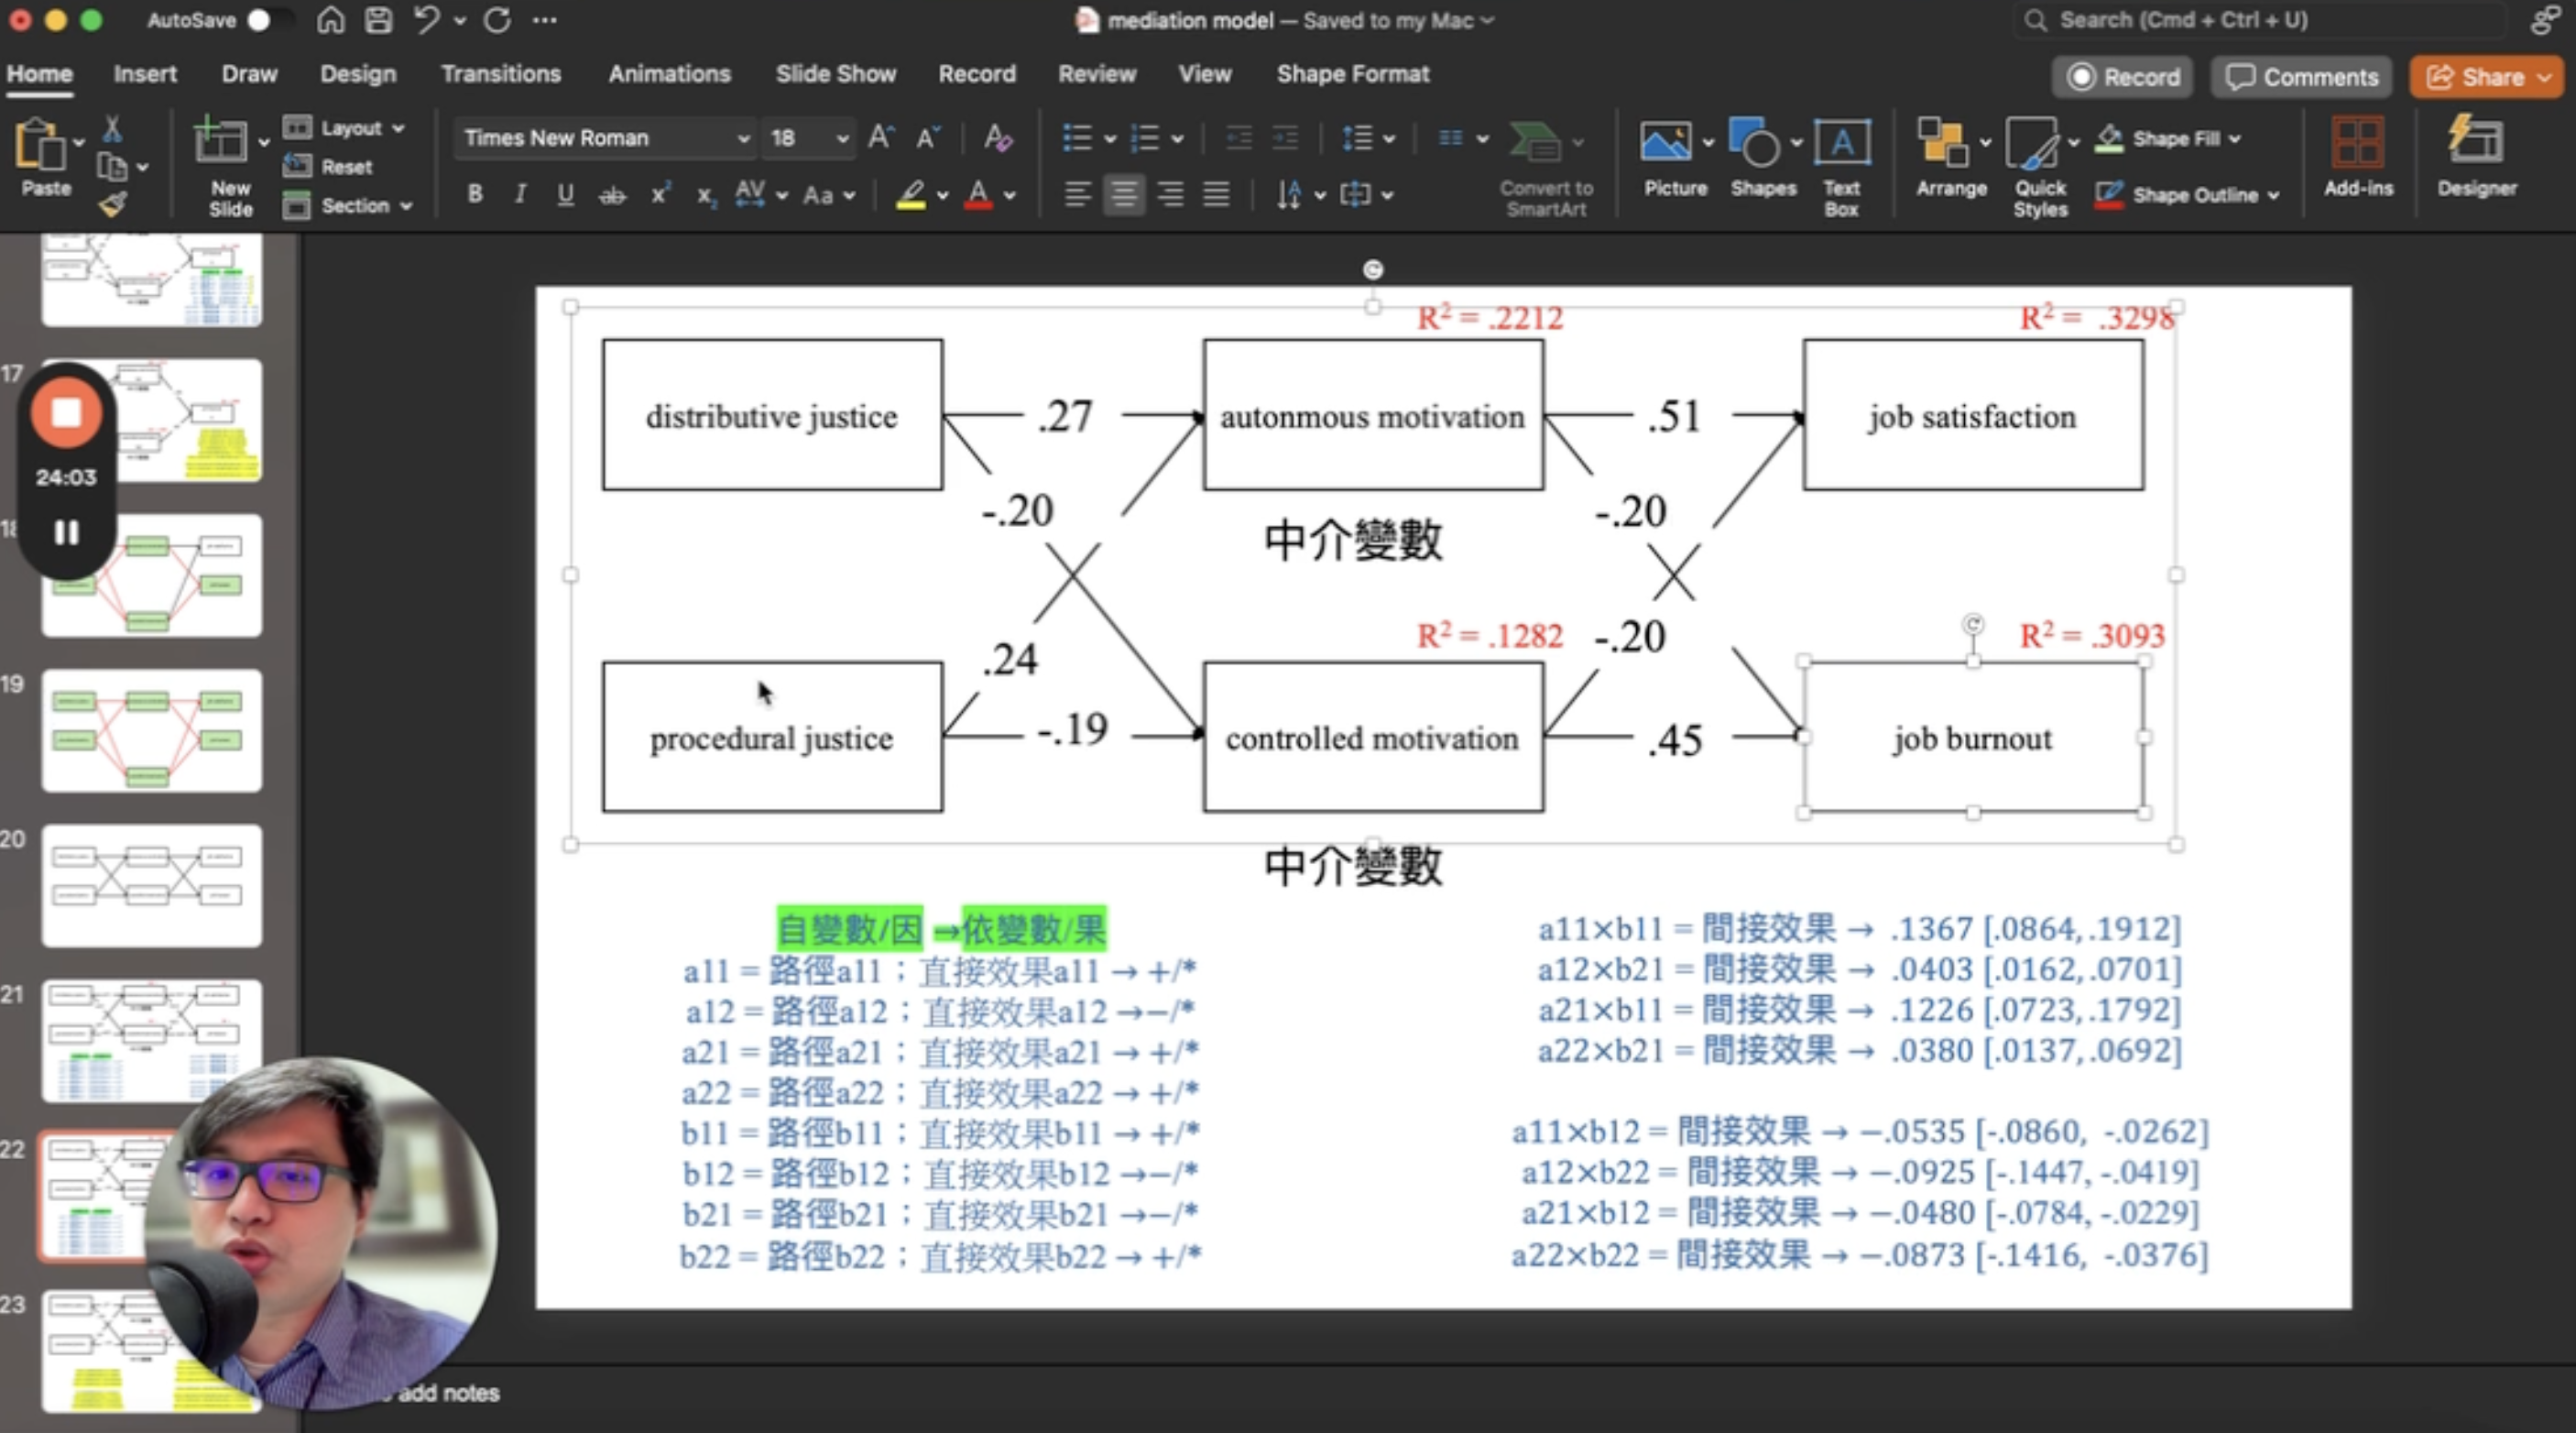 AutoSave
mediation model — Saved to my Mac
Search (Cmd + Ctrl + U)
Home Insert Draw Design Transitions Animations Slide Show Record Review View Shape Format
Record Comments Share
Paste
New Slide
Layout
Reset
Section
Times New Roman 18
Convert to SmartArt
Picture
Shapes
Text Box
Arrange
Quick Styles
Shape Fill
Shape Outline
Add-ins
Designer
17
24:03
19
20
21
22
23
R² = .2212
R² = .3298
distributive justice
.27
autonmous motivation
.51
job satisfaction
-.20
中介變數
-.20
R² = .1282
-.20
R² = .3093
.24
procedural justice
-.19
controlled motivation
.45
job burnout
中介變數
自變數/因 →依變數/果
a11 = 路徑a11；直接效果a11 → +/*
a12 = 路徑a12；直接效果a12 →−/*
a21 = 路徑a21；直接效果a21 → +/*
a22 = 路徑a22；直接效果a22 → +/*
b11 = 路徑b11；直接效果b11 → +/*
b12 = 路徑b12；直接效果b12 →−/*
b21 = 路徑b21；直接效果b21 →−/*
b22 = 路徑b22；直接效果b22 → +/*
a11×b11 = 間接效果 → .1367 [.0864, .1912]
a12×b21 = 間接效果 → .0403 [.0162, .0701]
a21×b11 = 間接效果 → .1226 [.0723, .1792]
a22×b21 = 間接效果 → .0380 [.0137, .0692]
a11×b12 = 間接效果 → −.0535 [-.0860, -.0262]
a12×b22 = 間接效果 → −.0925 [-.1447, -.0419]
a21×b12 = 間接效果 → −.0480 [-.0784, -.0229]
a22×b22 = 間接效果 → −.0873 [-.1416, -.0376]
add notes